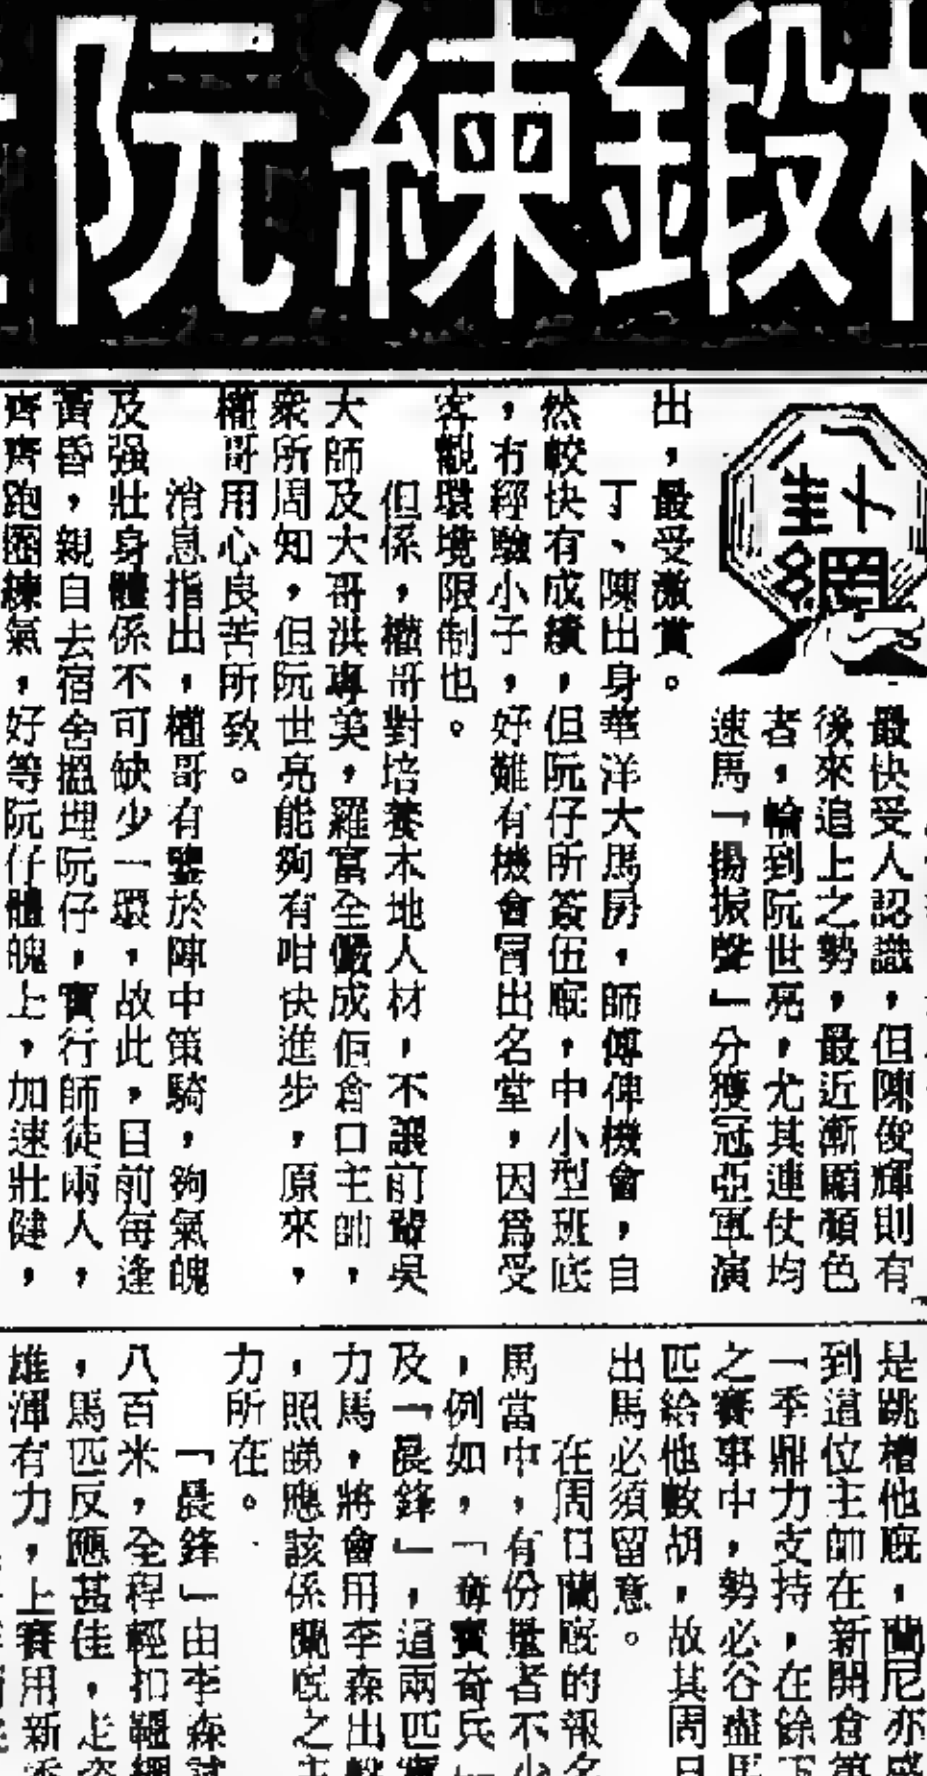 鍛練阮
八卦網
最快受人認識，但陳俊輝則有
後來追上之勢，最近漸顯顏色
者，輪到阮世亮，尤其連仗均
速馬「揚振聲」分獲冠亞軍演
出，最受激賞。
丁、陳出身華洋大馬房，師傅俾機會，自
然較快有成績，但阮仔所簽伍廐，中小型班底
，冇經驗小子，好難有機會冒出名堂，因爲受
客觀環境限制也。
但係，權哥對培養本地人材，不讓前輩吳
大師及大哥洪專美，羅富全儼成佰倉口主帥，
衆所周知，但阮世亮能夠有咁快進步，原來，
權哥用心良苦所致。
消息指出，權哥有鑒於陣中策騎，夠氣魄
及强壯身體係不可缺少一環，故此，日前每逢
黃昏，親自去宿舍搵埋阮仔，實行師徒兩人，
齊齊跑圈練氣，好等阮仔體魄上，加速壯健，
是跳槽他廐，蘭尼亦
到這位主帥在新開倉第
一季鼎力支持，在餘下
之賽事中，勢必谷盡馬
匹給他數胡，故其周日
出馬必須留意。
在周日蘭廐的報名
馬當中，有份量者不少
，例如，「奪寶奇兵」
及「晨鋒」，這兩匹實
力馬，將會用李森出擊
，照睇應該係蘭廐之主
力所在。
「晨鋒」由李森試
八百米，全程輕扣韁繩
，馬匹反應甚佳，走
雄渾有力，上賽用新